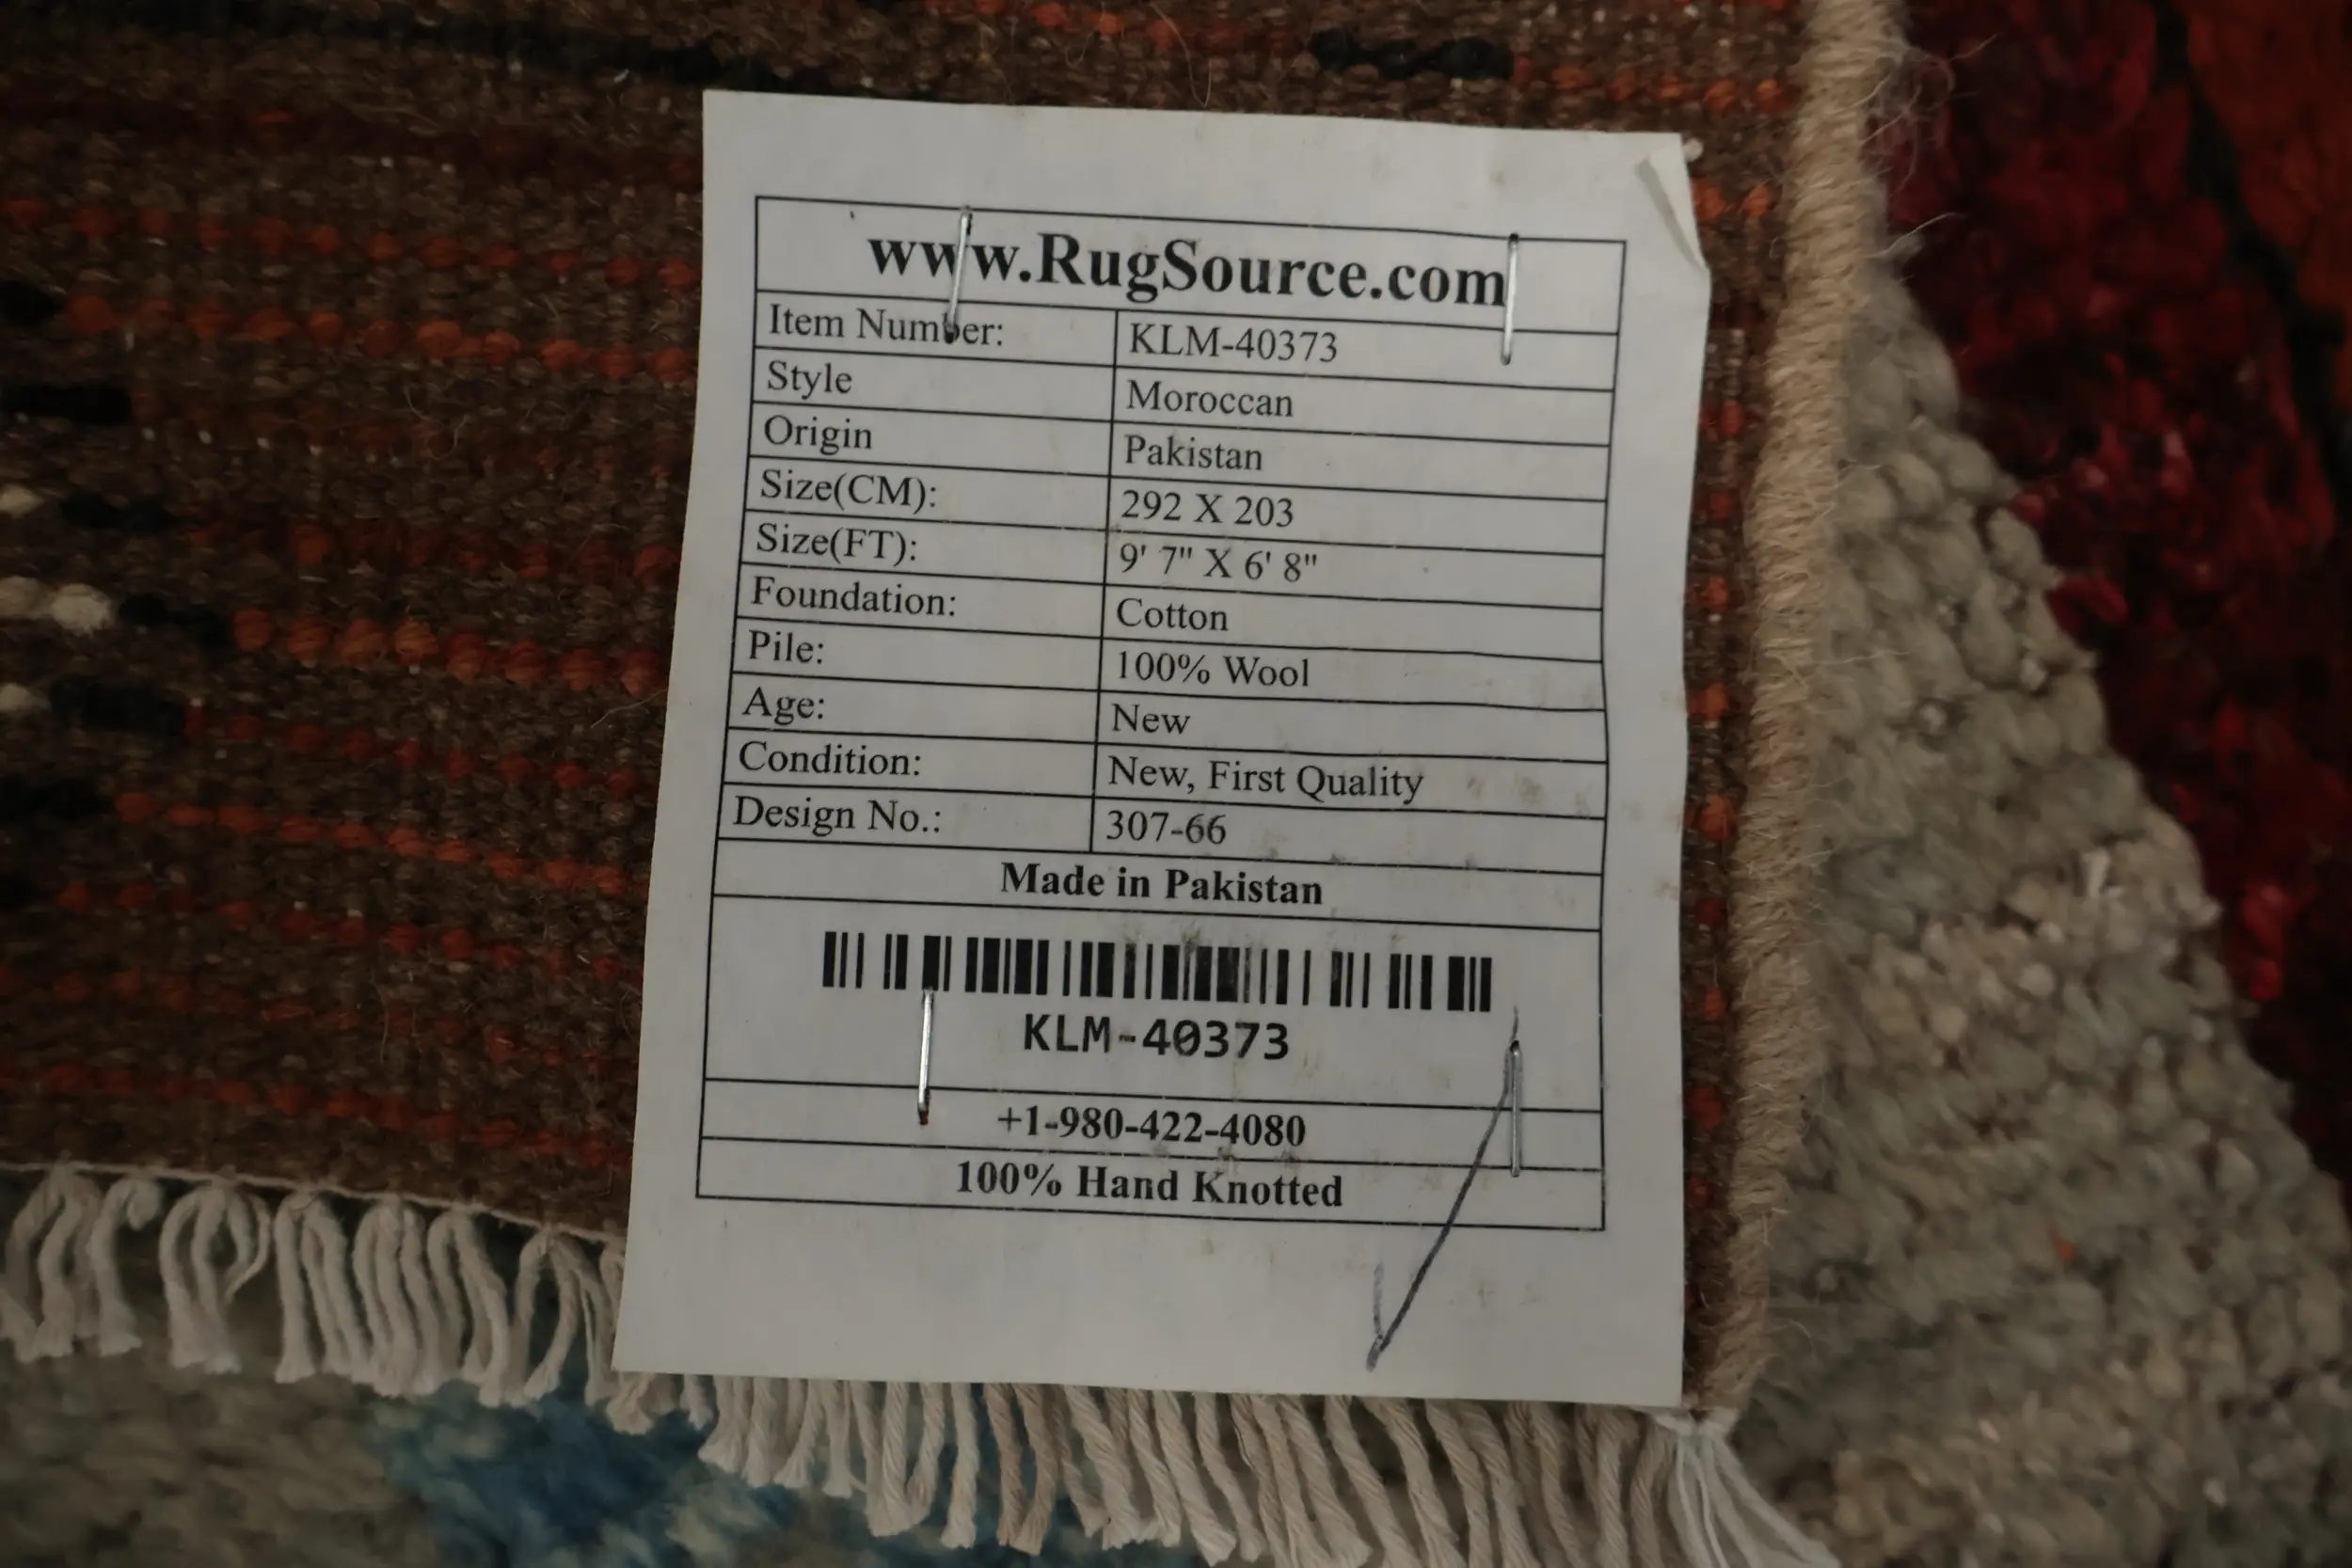 www.RugSource.com
Item Number: KLM-40373
Style Moroccan
Origin Pakistan
Size(CM): 292 X 203
Size(FT): 9' 7" X 6' 8"
Foundation: Cotton
Pile: 100% Wool
Age: New
Condition: New, First Quality
Design No.: 307-66
Made in Pakistan
KLM-40373
+1-980-422-4080
100% Hand Knotted